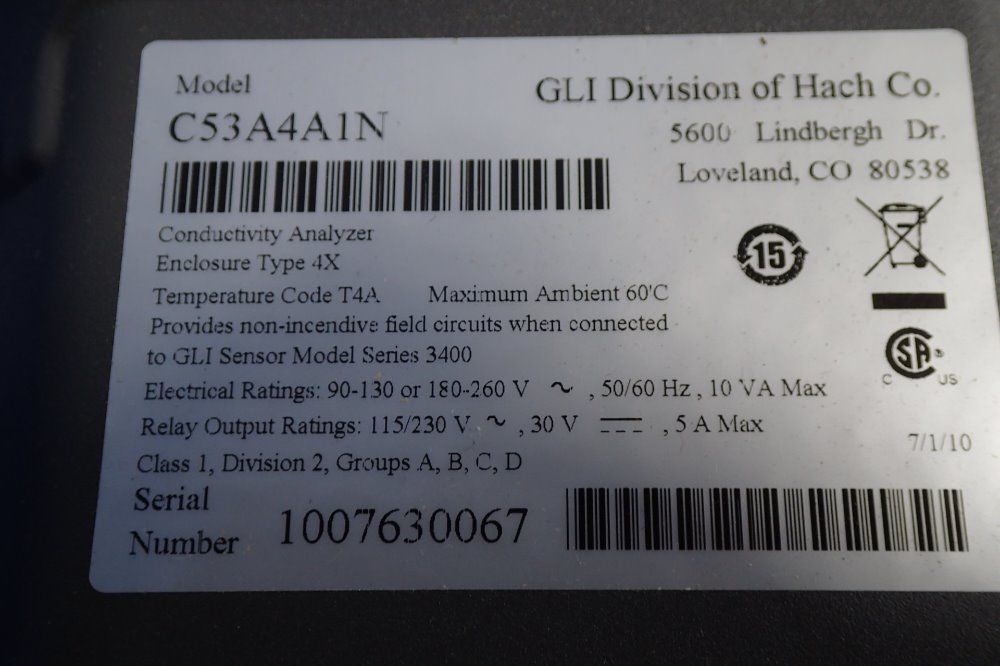 Model
C53A4A1N
GLI Division of Hach Co.
5600 Lindbergh Dr.
Loveland, CO 80538
Conductivity Analyzer
Enclosure Type 4X
Temperature Code T4A Maximum Ambient 60'C
Provides non-incendive field circuits when connected
to GLI Sensor Model Series 3400
15
Electrical Ratings: 90-130 or 180-260 V ~ , 50/60 Hz , 10 VA Max
Relay Output Ratings: 115/230 V ~ , 30 V ⎓ , 5 A Max
Class 1, Division 2, Groups A, B, C, D
SA
C US
7/1/10
Serial
Number 1007630067